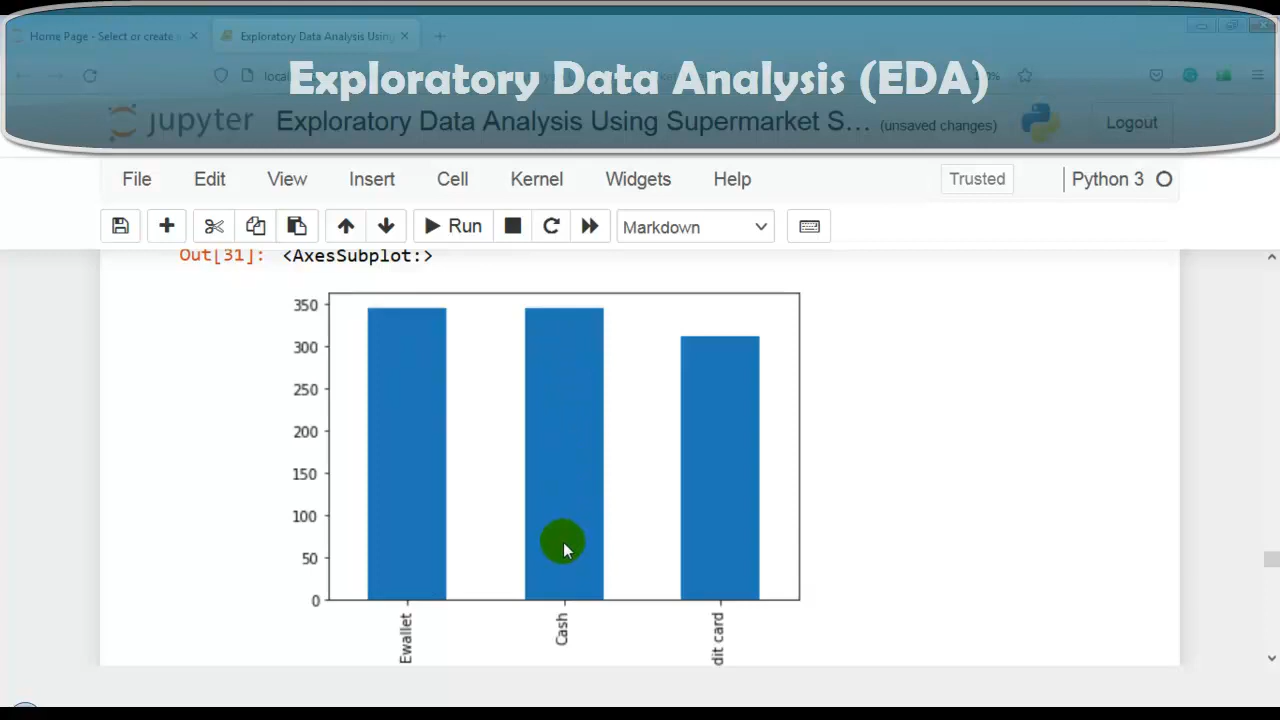 Home Page - Select or create
Exploratory Data Analysis Using
Exploratory Data Analysis (EDA)
jupyter Exploratory Data Analysis Using Supermarket S... (unsaved changes) Logout
File Edit View Insert Cell Kernel Widgets Help Trusted Python 3
Run Markdown
Out[31]: <AxesSubplot:>
350
300
250
200
150
100
50
0
Ewallet Cash dit card